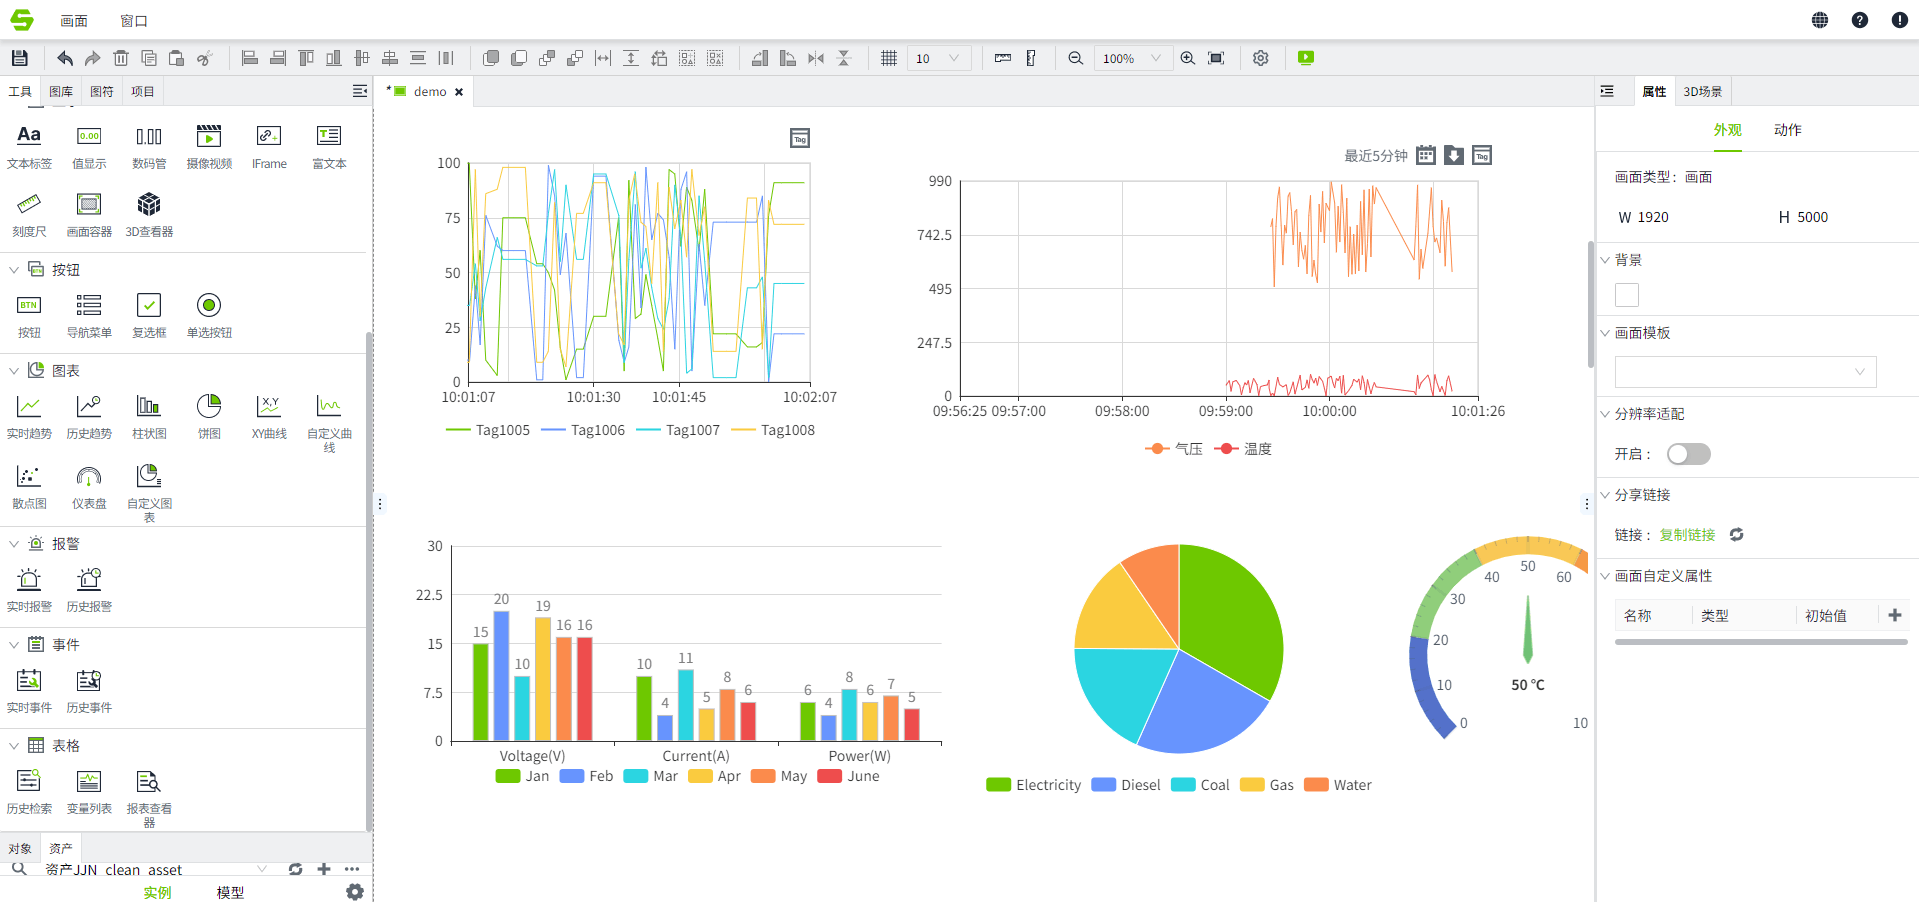 画面 窗口
10 100%
工具 图库 图符 项目
* demo
属性 3D场景
Aa 0.00 0.00 T
文本标签 值显示 数码管 摄像视频 IFrame 富文本
刻度尺 画面容器 3D查看器
按钮
BTN
按钮 导航菜单 复选框 单选按钮
图表
X,Y
实时趋势 历史趋势 柱状图 饼图 XY曲线 自定义曲
线
散点图 仪表盘 自定义图
表
报警
实时报警 历史报警
事件
实时事件 历史事件
表格
历史检索 变量列表 报表查看
器
对象 资产
资产JJN_clean_asset
实例 模型
Tag
100
75
50
25
0
10:01:07 10:01:30 10:01:45 10:02:07
Tag1005 Tag1006 Tag1007 Tag1008
最近5分钟 Tag
990
742.5
495
247.5
0
09:56:25 09:57:00 09:58:00 09:59:00 10:00:00 10:01:26
气压 温度
30
22.5
15
7.5
0
15 20 10 19 16 16
10 4 11 5 8 6
6 4 8 6 7 5
Voltage(V) Current(A) Power(W)
Jan Feb Mar Apr May June
Electricity Diesel Coal Gas Water
0 10 20 30 40 50 60 10
50 °C
外观 动作
画面类型：画面
W 1920 H 5000
背景
画面模板
分辨率适配
开启：
分享链接
链接：复制链接
画面自定义属性
名称 类型 初始值